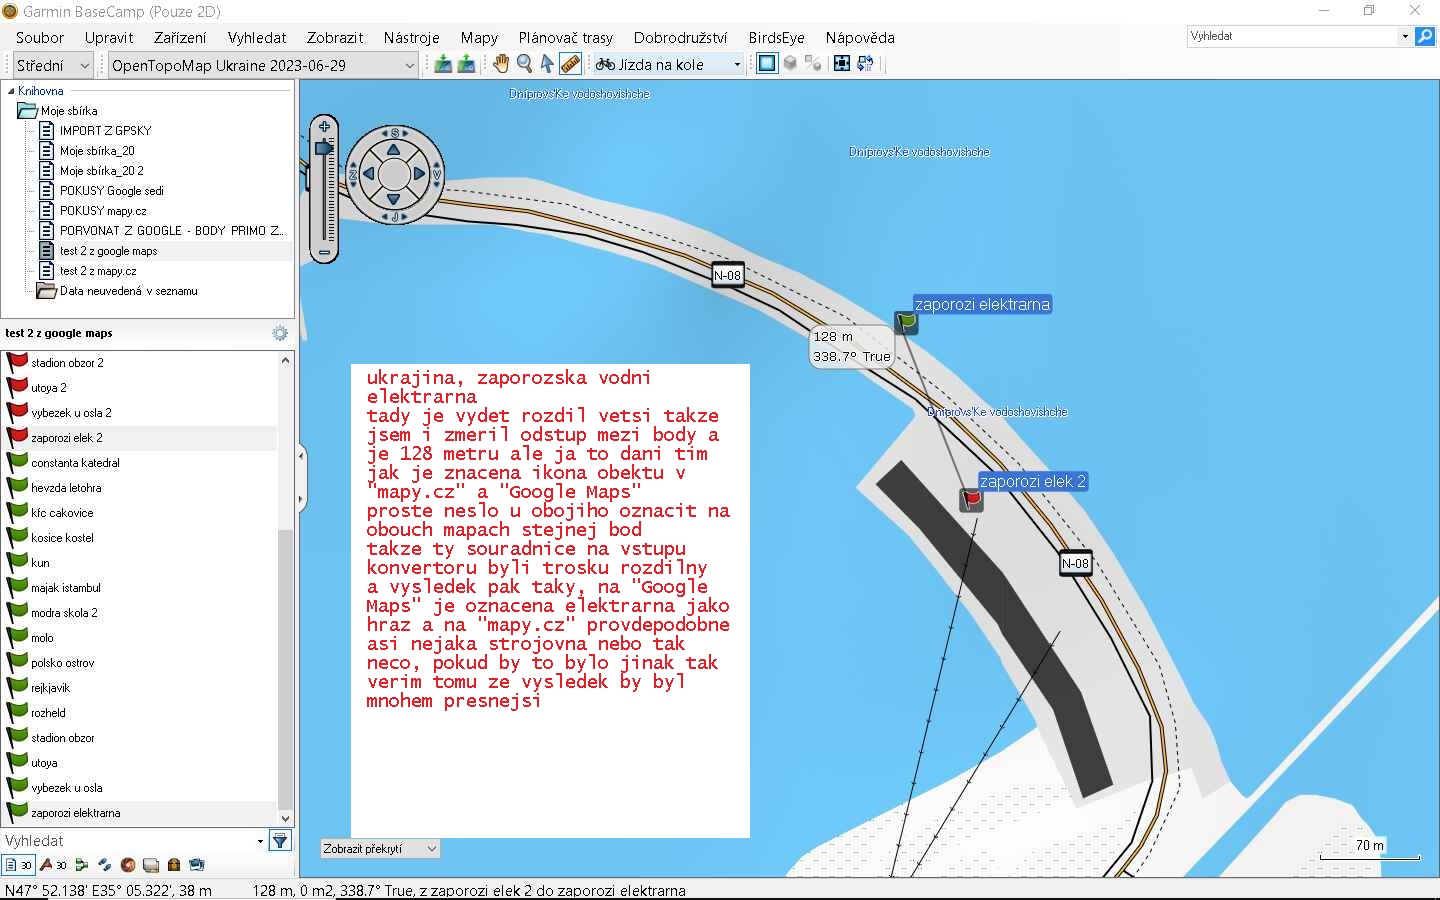 Garmin BaseCamp (Pouze 2D)
Soubor Upravit Zařízení Vyhledat Zobrazit Nástroje Mapy Plánovač trasy Dobrodružství BirdsEye Nápověda
Vyhledat
Střední
OpenTopoMap Ukraine 2023-06-29
Jízda na kole
Knihovna
Moje sbírka
IMPORT Z GPSKY
Moje sbírka_20
Moje sbírka_20 2
POKUSY Google sedi
POKUSY mapy.cz
PORVONAT Z GOOGLE - BODY PRIMO Z...
test 2 z google maps
test 2 z mapy.cz
Data neuvedená v seznamu
test 2 z google maps
stadion obzor 2
utoya 2
vybezek u osla 2
zaporozi elek 2
constanta katedral
hevzda letohra
kfc cakovice
kosice kostel
kun
majak istambul
modra skola 2
molo
polsko ostrov
rejkjavik
rozheld
stadion obzor
utoya
vybezek u osla
zaporozi elektrarna
Vyhledat
30
30
Dniprovs'Ke vodoshovishche
Dniprovs'Ke vodoshovishche
S
Z
V
J
N-08
zaporozi elektrarna
128 m
338.7° True
Dniprovs'Ke vodoshovishche
zaporozi elek 2
N-08
ukrajina, zaporozska vodni
elektrarna
tady je vydet rozdil vetsi takze
jsem i zmeril odstup mezi body a
je 128 metru ale ja to dani tim
jak je znacena ikona obektu v
"mapy.cz" a "Google Maps"
proste neslo u obojiho oznacit na
obouch mapach stejnej bod
takze ty souradnice na vstupu
konvertoru byli trosku rozdilny
a vysledek pak taky, na "Google
Maps" je oznacena elektrarna jako
hraz a na "mapy.cz" provdepodobne
asi nejaka strojovna nebo tak
neco, pokud by to bylo jinak tak
verim tomu ze vysledek by byl
mnohem presnejsi
Zobrazit překrytí
70 m
N47° 52.138' E35° 05.322', 38 m
128 m, 0 m2, 338.7° True, z zaporozi elek 2 do zaporozi elektrarna